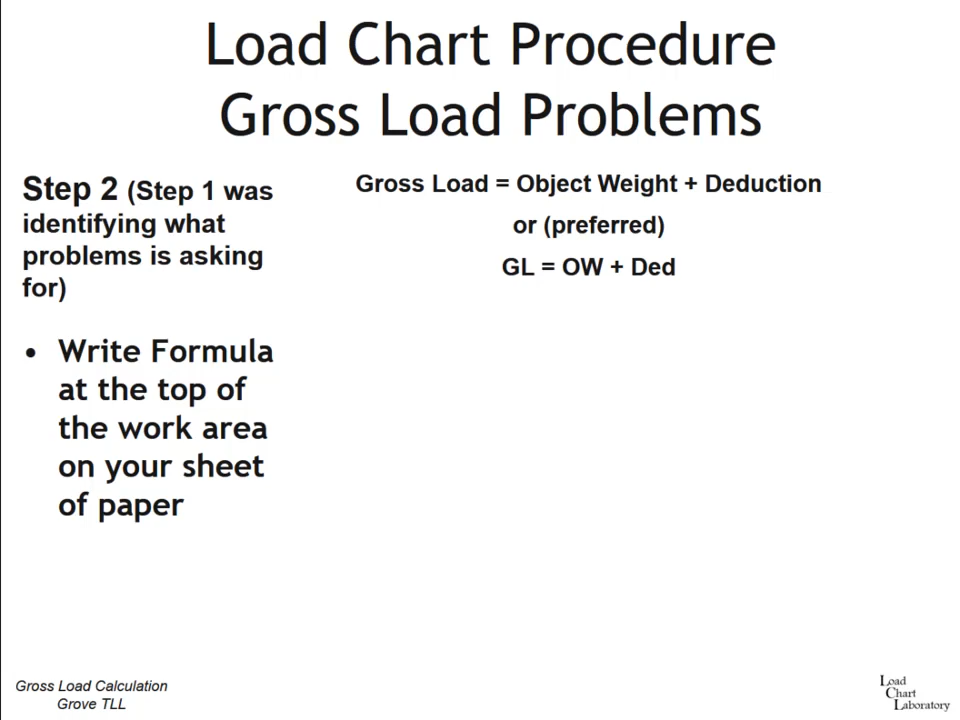 Load Chart Procedure
Gross Load Problems
Step 2 (Step 1 was
identifying what
problems is asking
for)
• Write Formula
at the top of
the work area
on your sheet
of paper
Gross Load = Object Weight + Deduction
or (preferred)
GL = OW + Ded
Gross Load Calculation
Grove TLL
Load
Chart
Laboratory